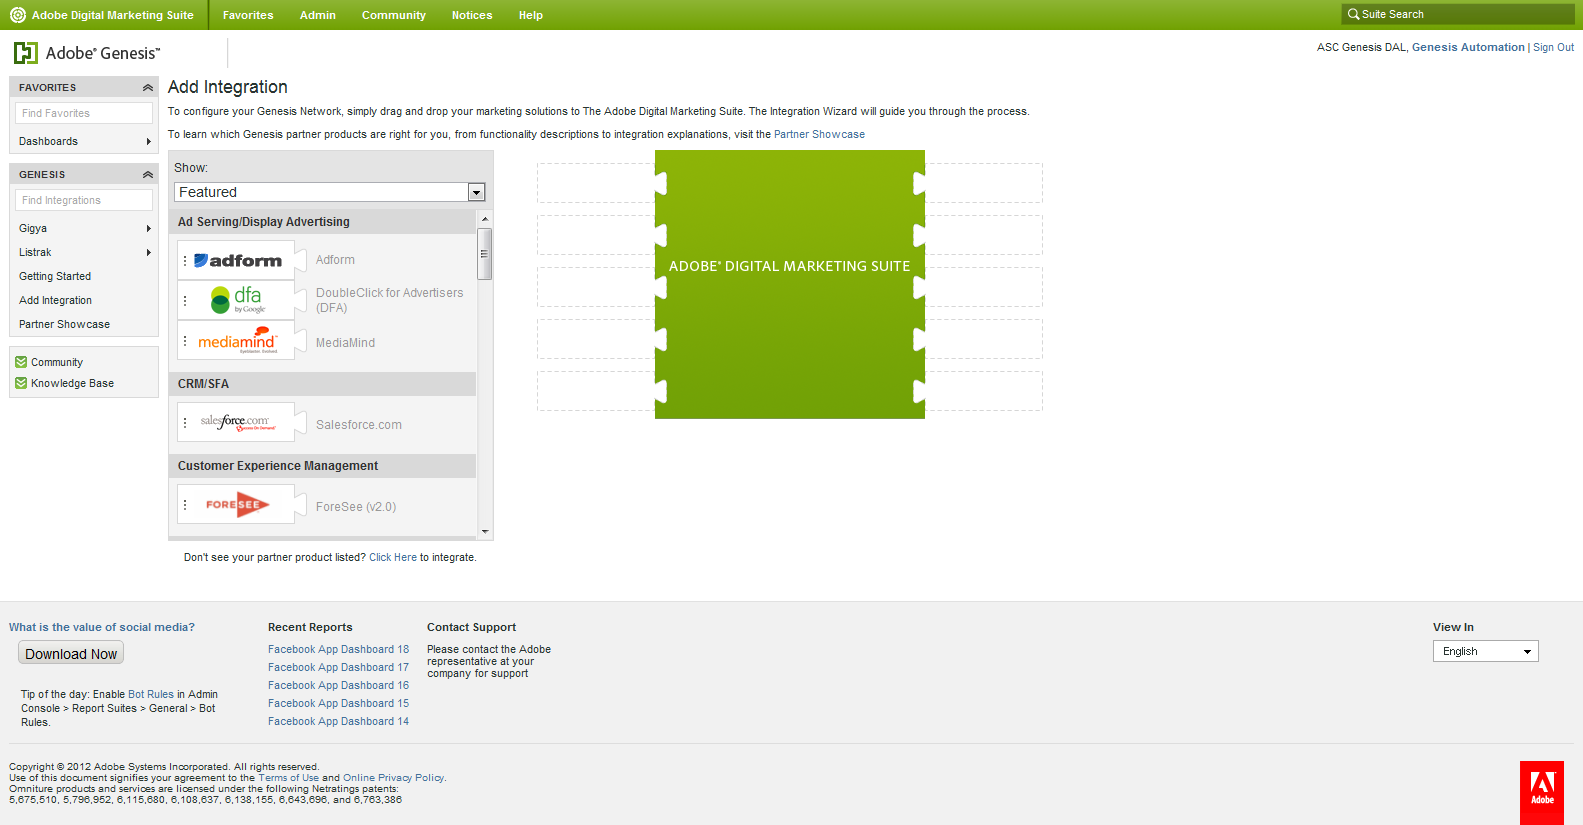 Adobe Digital Marketing Suite
Favorites
Admin
Community
Notices
Help
Suite Search
Adobe® Genesis™
ASC Genesis DAL, Genesis Automation | Sign Out
FAVORITES
Find Favorites
Dashboards
GENESIS
Find Integrations
Gigya
Listrak
Getting Started
Add Integration
Partner Showcase
Community
Knowledge Base
Add Integration
To configure your Genesis Network, simply drag and drop your marketing solutions to The Adobe Digital Marketing Suite. The Integration Wizard will guide you through the process.
To learn which Genesis partner products are right for you, from functionality descriptions to integration explanations, visit the Partner Showcase
Show:
Featured
Ad Serving/Display Advertising
adform
Adform
dfa
by Google
DoubleClick for Advertisers
(DFA)
mediamind
Eyeblaster. Evolved.
MediaMind
CRM/SFA
salesforce.com
Success On Demand
Salesforce.com
Customer Experience Management
FORESEE
ForeSee (v2.0)
Don't see your partner product listed? Click Here to integrate.
ADOBE® DIGITAL MARKETING SUITE
What is the value of social media?
Download Now
Tip of the day: Enable Bot Rules in Admin
Console > Report Suites > General > Bot
Rules.
Recent Reports
Facebook App Dashboard 18
Facebook App Dashboard 17
Facebook App Dashboard 16
Facebook App Dashboard 15
Facebook App Dashboard 14
Contact Support
Please contact the Adobe
representative at your
company for support
View In
English
Copyright © 2012 Adobe Systems Incorporated. All rights reserved.
Use of this document signifies your agreement to the Terms of Use and Online Privacy Policy.
Omniture products and services are licensed under the following Netratings patents:
5,675,510, 5,796,952, 6,115,680, 6,108,637, 6,138,155, 6,643,696, and 6,763,386
Adobe